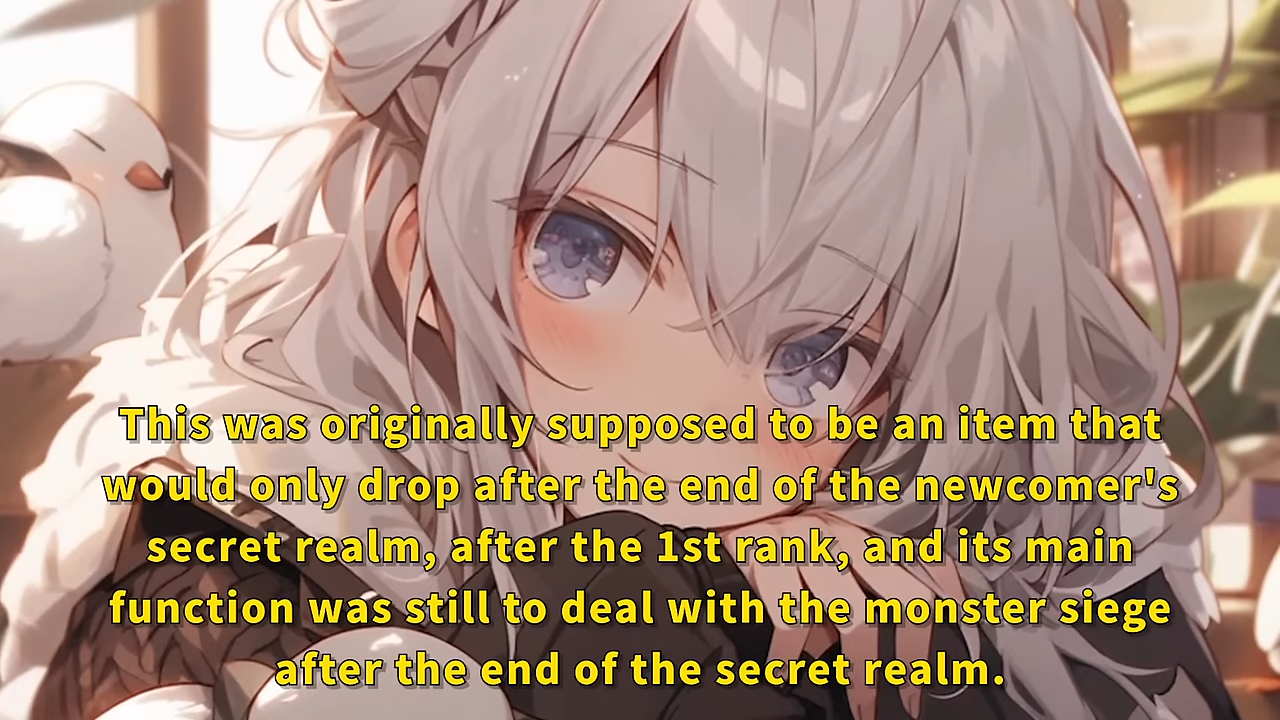 This was originally supposed to be an item that
would only drop after the end of the newcomer's
secret realm, after the 1st rank, and its main
function was still to deal with the monster siege
after the end of the secret realm.